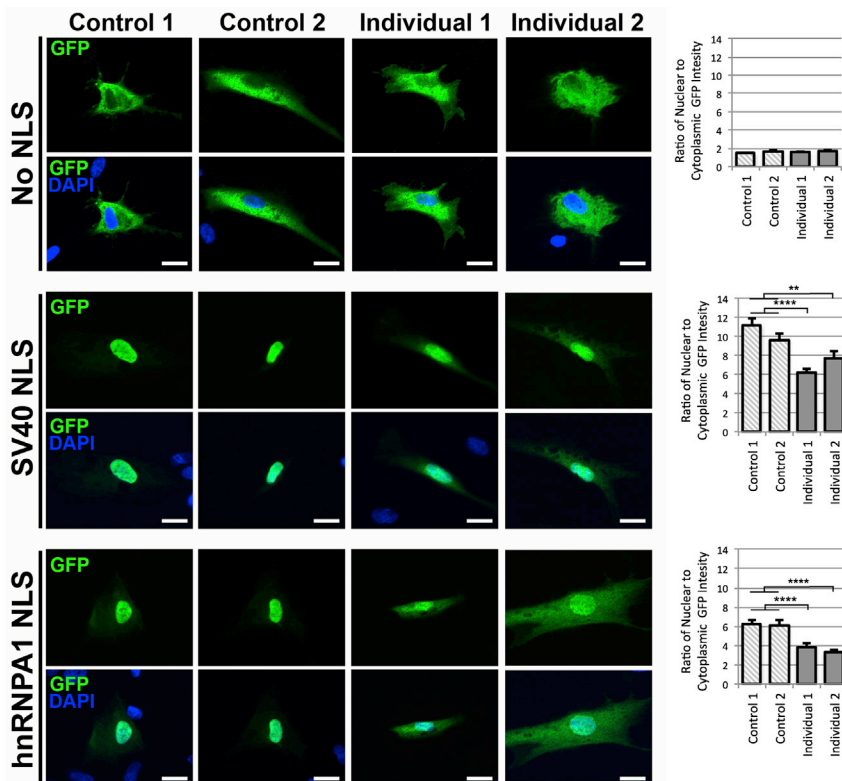 Control 1 Control 2 Individual 1 Individual 2
No NLS
GFP
GFP
DAPI
Ratio of Nuclear to
Cytoplasmic GFP Intesity
14
12
10
8
6
4
2
0
Control 1
Control 2
Individual 1
Individual 2
SV40 NLS
GFP
GFP
DAPI
Ratio of Nuclear to
Cytoplasmic GFP Intesity
**
****
14
12
10
8
6
4
2
0
Control 1
Control 2
Individual 1
Individual 2
hnRNPA1 NLS
GFP
GFP
DAPI
Ratio of Nuclear to
Cytoplasmic GFP Intesity
****
****
14
12
10
8
6
4
2
0
Control 1
Control 2
Individual 1
Individual 2